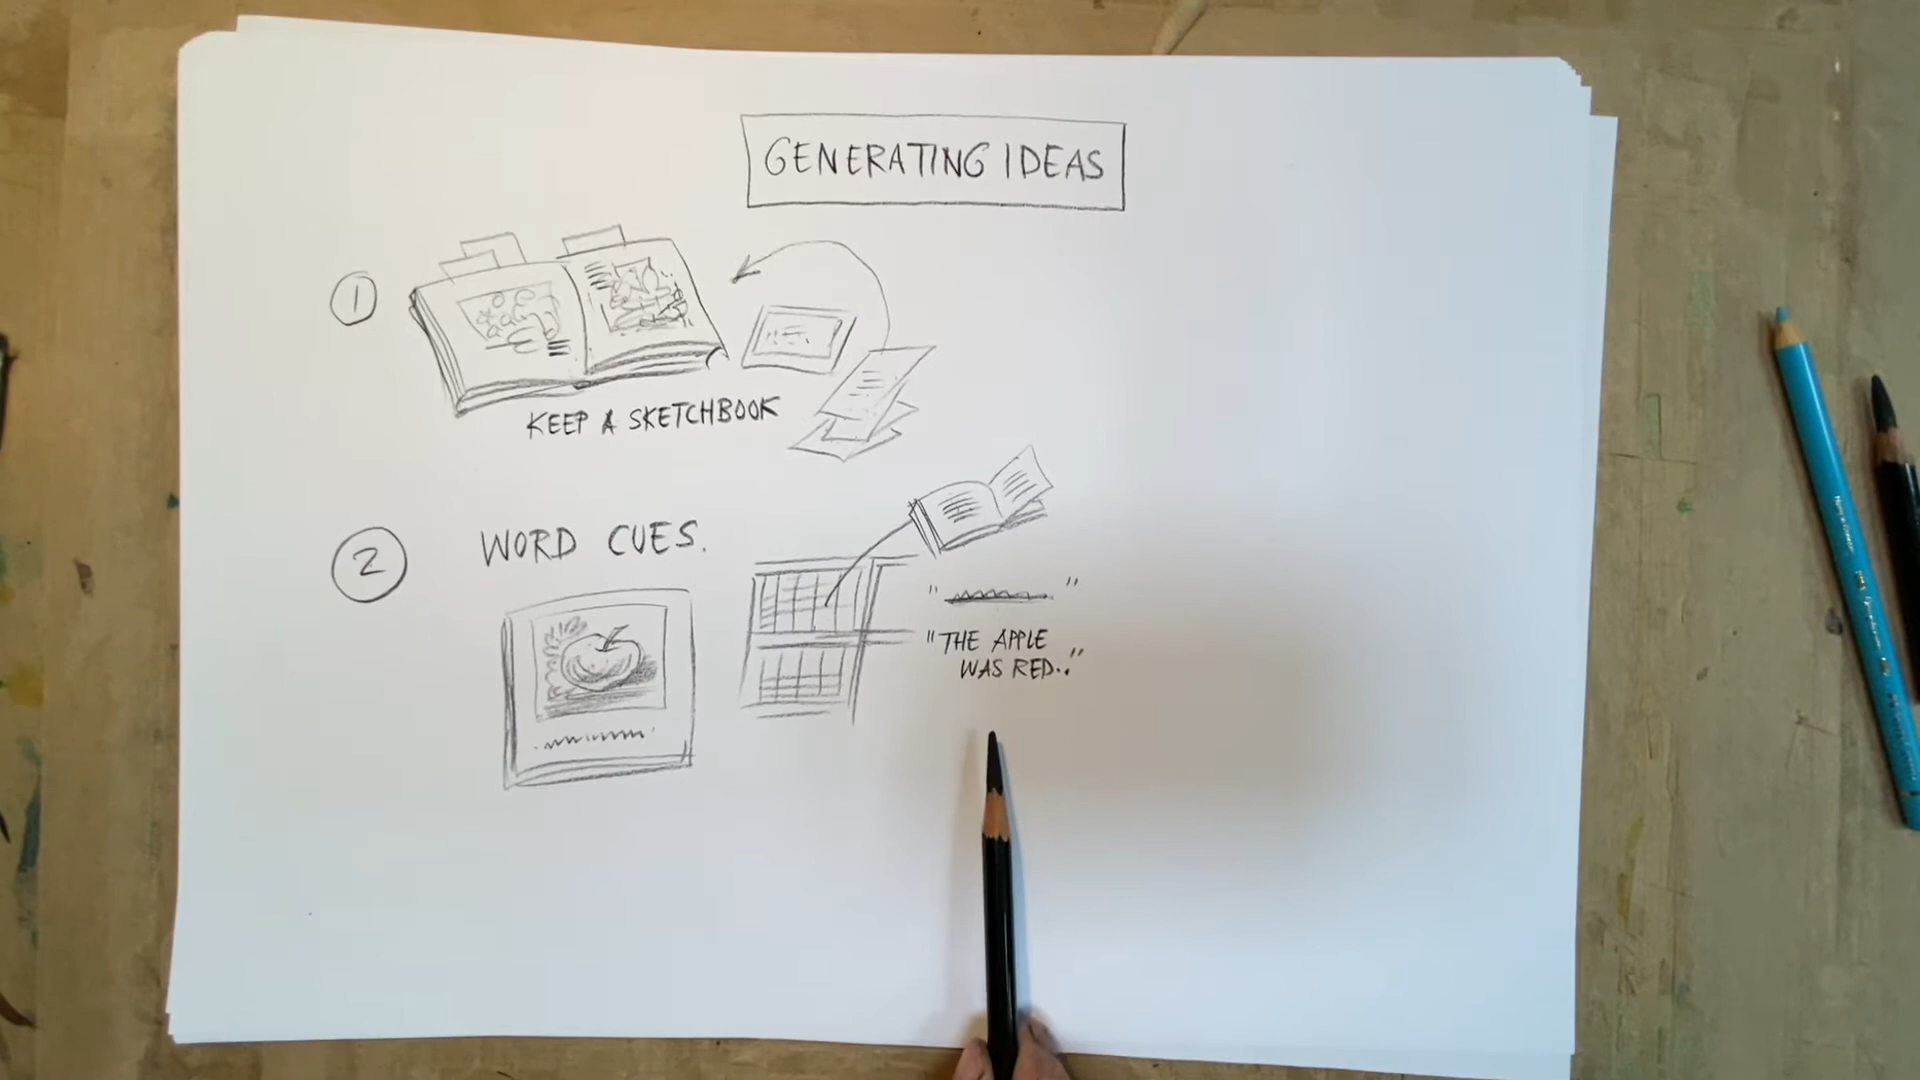 GENERATING IDEAS
1
KEEP A SKETCHBOOK
2
WORD CUES.
"THE APPLE
WAS RED.."